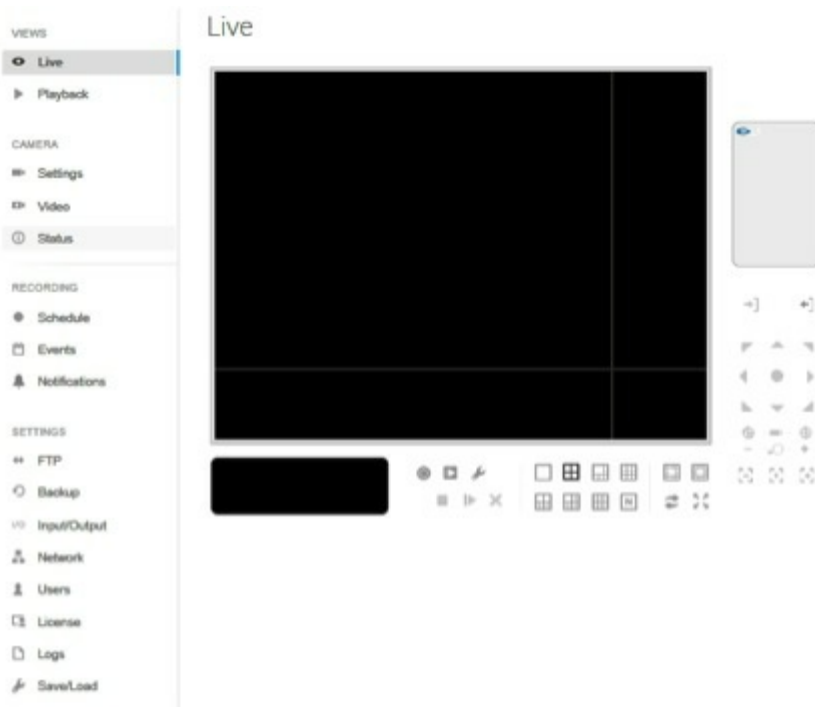 Live
VIEWS
Live
Playback
CAMERA
Settings
Video
Status
RECORDING
Schedule
Events
Notifications
SETTINGS
FTP
Backup
I/O Input/Output
Network
Users
License
Logs
Save/Load
N